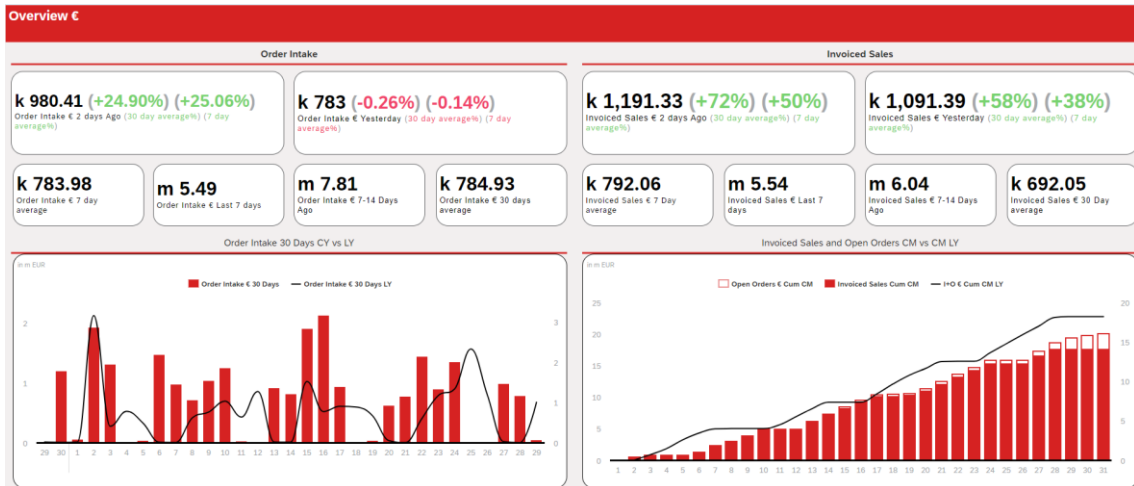 Overview €
Order Intake
Invoiced Sales
k 980.41 (+24.90%) (+25.06%)
Order Intake € 2 days Ago (30 day average%) (7 day
average%)
k 783 (-0.26%) (-0.14%)
Order Intake € Yesterday (30 day average%) (7 day
average%)
k 1,191.33 (+72%) (+50%)
Invoiced Sales € 2 days Ago (30 day average%) (7 day
average%)
k 1,091.39 (+58%) (+38%)
Invoiced Sales € Yesterday (30 day average%) (7 day
average%)
k 783.98
Order Intake € 7 day
average
m 5.49
Order Intake € Last 7 days
m 7.81
Order Intake € 7-14 Days
Ago
k 784.93
Order Intake € 30 days
average
k 792.06
Invoiced Sales € 7 Day
average
m 5.54
Invoiced Sales € Last 7
days
m 6.04
Invoiced Sales € 7-14 Days
Ago
k 692.05
Invoiced Sales € 30 Day
average
Order Intake 30 Days CY vs LY
in m EUR
Order Intake € 30 Days
Order Intake € 30 Days LY
2
1
0
3
2
1
0
29 30 1 2 3 4 5 6 7 8 9 10 11 12 13 14 15 16 17 18 19 20 21 22 23 24 25 26 27 28 29
Invoiced Sales and Open Orders CM vs CM LY
in m EUR
Open Orders € Cum CM
Invoiced Sales Cum CM
I+O € Cum CM LY
25
20
15
10
5
0
20
15
10
5
0
1 2 3 4 5 6 7 8 9 10 11 12 13 14 15 16 17 18 19 20 21 22 23 24 25 26 27 28 29 30 31